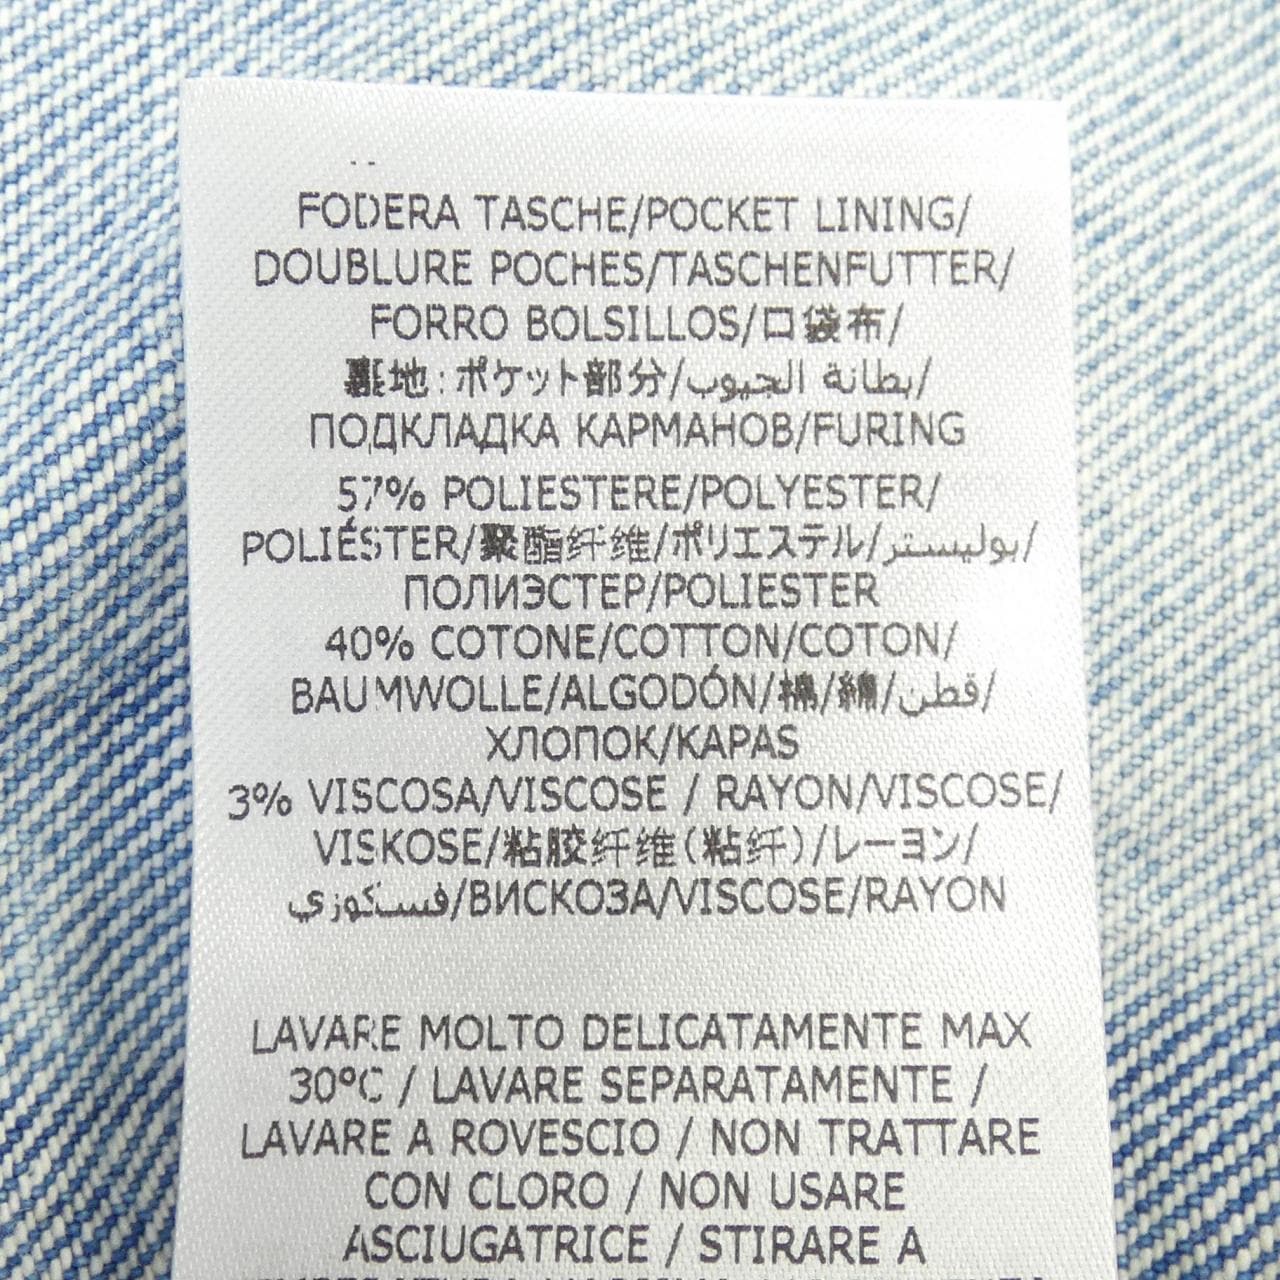 FODERA TASCHE/POCKET LINING/
DOUBLURE POCHES/TASCHENFUTTER/
FORRO BOLSILLOS/口袋布/
裏地:ポケット部分/بطانة الجيوب/
ПОДКЛАДКА КАРМАНОВ/FURING
57% POLIESTERE/POLYESTER/
POLIÉSTER/聚酯纤维/ポリエステル/بوليستر/
ПОЛИЭСТЕР/POLIESTER
40% COTONE/COTTON/COTON/
BAUMWOLLE/ALGODÓN/棉/綿/قطن/
ХЛОПОК/KAPAS
3% VISCOSA/VISCOSE / RAYON/VISCOSE/
VISKOSE/粘胶纤维(粘纤)/レーヨン/
فسكوزي/ВИСКОЗА/VISCOSE/RAYON
LAVARE MOLTO DELICATAMENTE MAX
30°C / LAVARE SEPARATAMENTE /
LAVARE A ROVESCIO / NON TRATTARE
CON CLORO / NON USARE
ASCIUGATRICE / STIRARE A